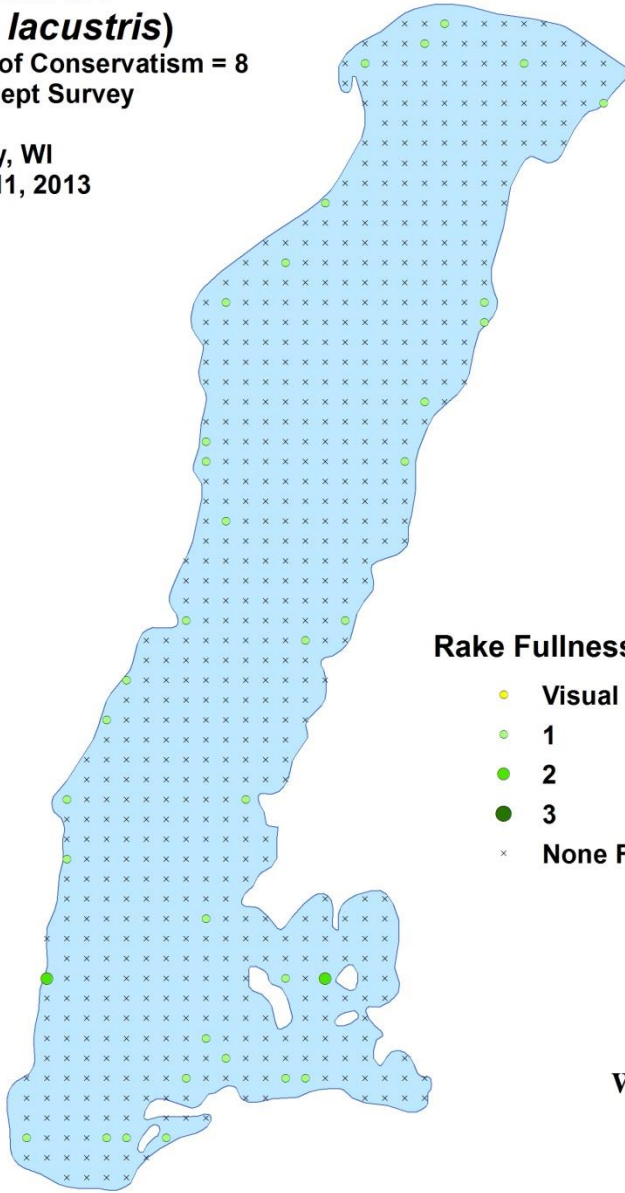 lacustris)
of Conservatism = 8
ept Survey
y, WI
11, 2013
Rake Fullness
Visual
1
2
3
None F
W